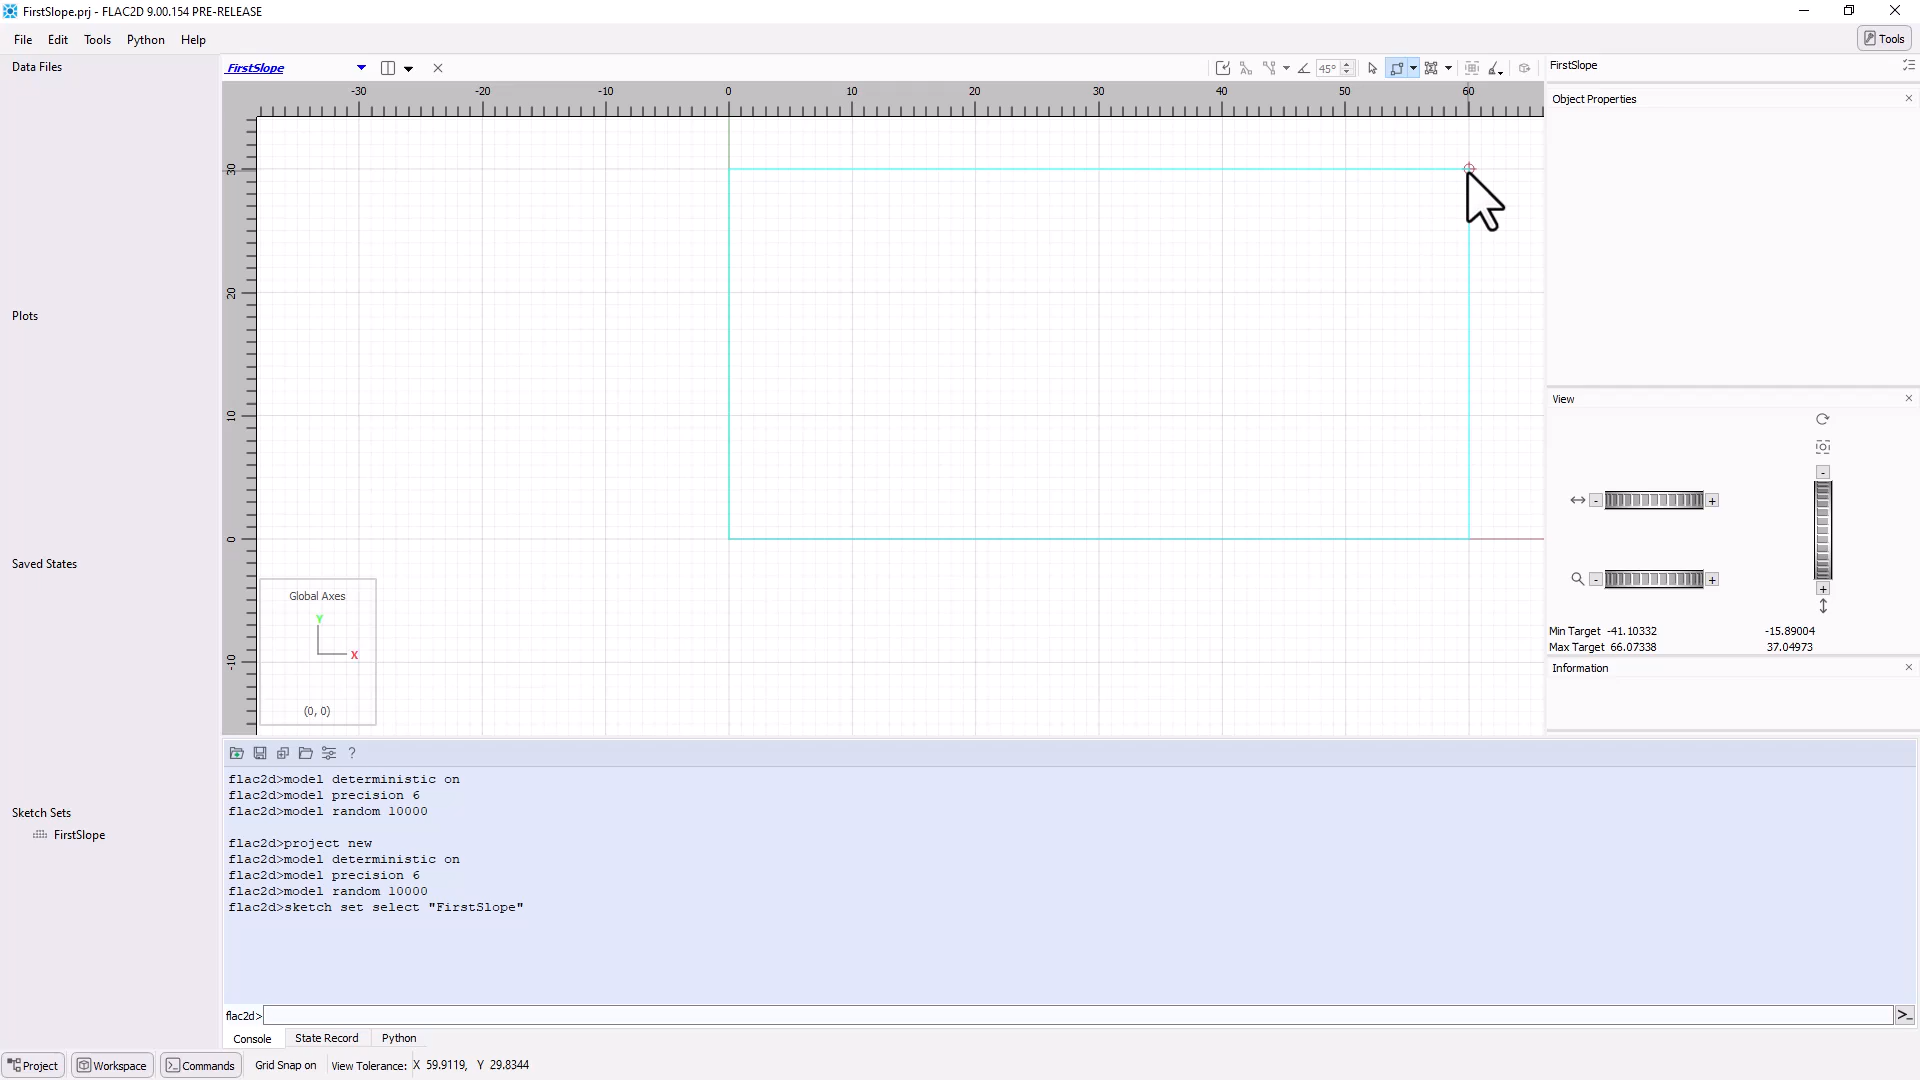 FirstSlope.prj - FLAC2D 9.00.154 PRE-RELEASE
File Edit Tools Python Help
Tools
Data Files
FirstSlope
45°
FirstSlope
-30 -20 -10 0 10 20 30 40 50 60
Object Properties
30
20
10
0
-10
Plots
View
- +
-
- +
+
Min Target -41.10332 -15.89004
Max Target 66.07338 37.04973
Information
Saved States
Global Axes
Y
X
(0, 0)
?
flac2d>model deterministic on
flac2d>model precision 6
flac2d>model random 10000
flac2d>project new
flac2d>model deterministic on
flac2d>model precision 6
flac2d>model random 10000
flac2d>sketch set select "FirstSlope"
Sketch Sets
FirstSlope
flac2d>
Console State Record Python
Project Workspace Commands Grid Snap on View Tolerance: X 59.9119, Y 29.8344